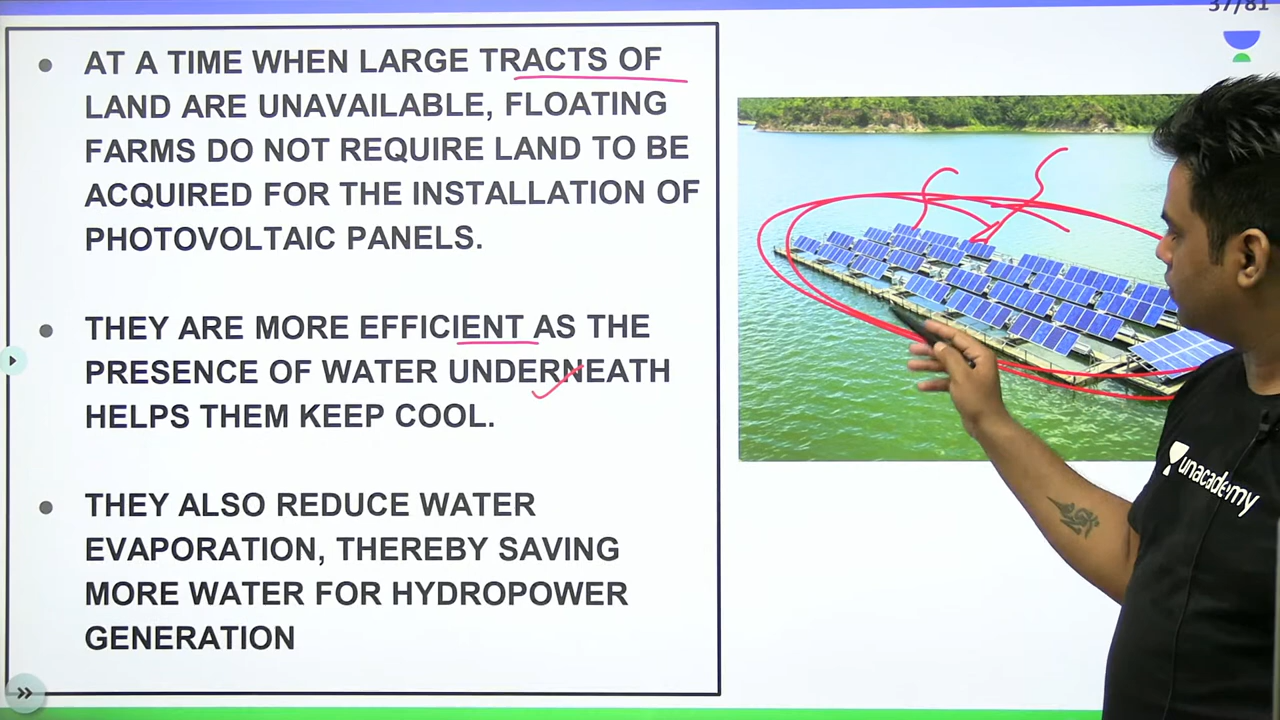 37/81
AT A TIME WHEN LARGE TRACTS OF
LAND ARE UNAVAILABLE, FLOATING
FARMS DO NOT REQUIRE LAND TO BE
ACQUIRED FOR THE INSTALLATION OF
PHOTOVOLTAIC PANELS.
THEY ARE MORE EFFICIENT AS THE
PRESENCE OF WATER UNDERNEATH
HELPS THEM KEEP COOL.
THEY ALSO REDUCE WATER
EVAPORATION, THEREBY SAVING
MORE WATER FOR HYDROPOWER
GENERATION
unacademy